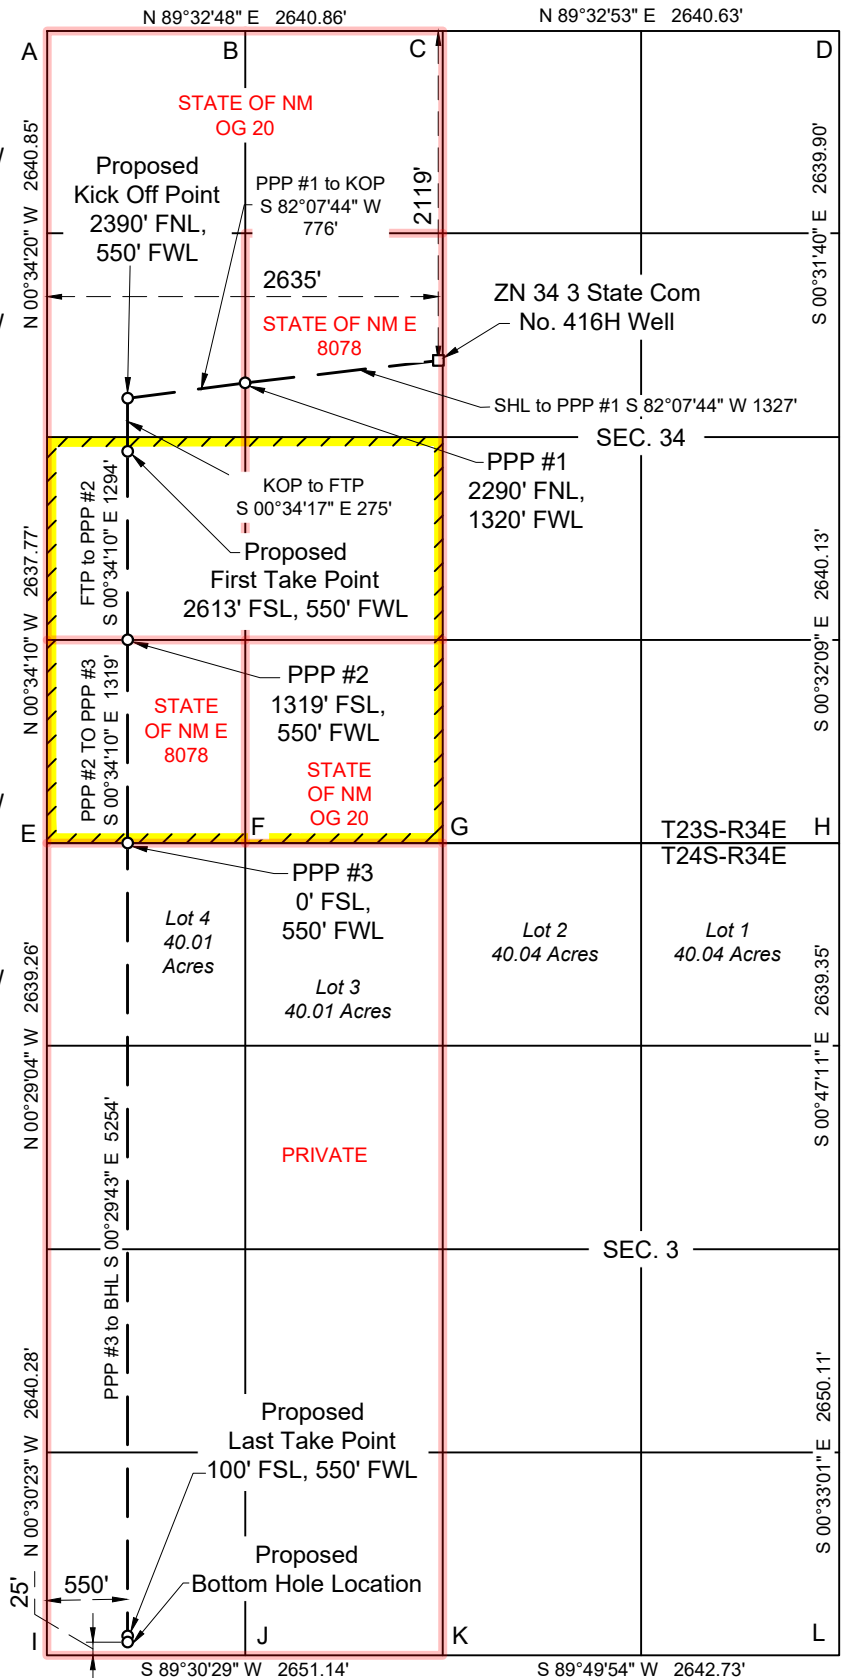 N 89°32'48" E 2640.86'
N 89°32'53" E 2640.63'
A
B
C
D
STATE OF NM
OG 20
N 00°34'20" W 2640.85'
S 00°31'40" E 2639.90'
Proposed
Kick Off Point
2390' FNL,
550' FWL
PPP #1 to KOP
S 82°07'44" W
776'
2119'
2635'
ZN 34 3 State Com
No. 416H Well
STATE OF NM E
8078
SHL to PPP #1 S 82°07'44" W 1327'
SEC. 34
PPP #1
2290' FNL,
1320' FWL
KOP to FTP
S 00°34'17" E 275'
FTP to PPP #2
S 00°34'10" E 1294'
Proposed
First Take Point
2613' FSL, 550' FWL
N 00°34'10" W 2637.77'
S 00°32'09" E 2640.13'
PPP #2
1319' FSL,
550' FWL
PPP #2 TO PPP #3
S 00°34'10" E 1319'
STATE
OF NM E
8078
STATE
OF NM
OG 20
E
F
G
H
T23S-R34E
T24S-R34E
PPP #3
0' FSL,
550' FWL
Lot 4
40.01
Acres
Lot 3
40.01 Acres
Lot 2
40.04 Acres
Lot 1
40.04 Acres
N 00°29'04" W 2639.26'
S 00°47'11" E 2639.35'
PPP #3 to BHL S 00°29'43" E 5254'
PRIVATE
SEC. 3
N 00°30'23" W 2640.28'
S 00°33'01" E 2650.11'
Proposed
Last Take Point
100' FSL, 550' FWL
Proposed
Bottom Hole Location
25'
550'
I
J
K
L
S 89°30'29" W 2651.14'
S 89°49'54" W 2642.73'